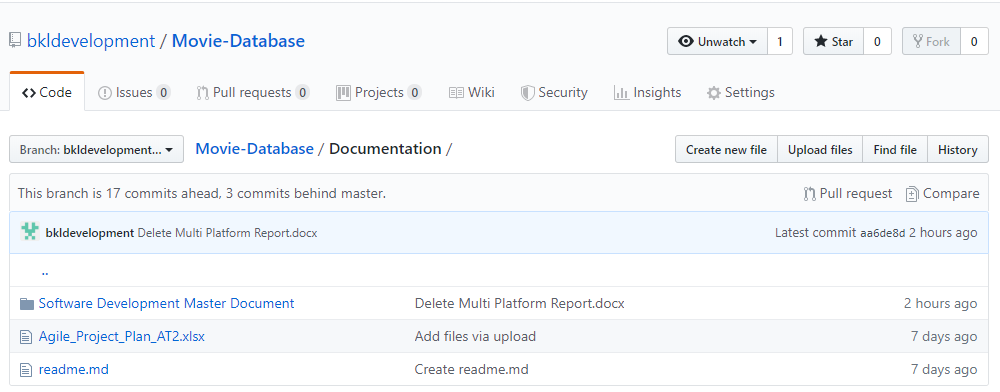 bkldevelopment / Movie-Database
Unwatch 1 Star 0 Fork 0
Code Issues 0 Pull requests 0 Projects 0 Wiki Security Insights Settings
Branch: bkldevelopment... Movie-Database / Documentation / Create new file Upload files Find file History
This branch is 17 commits ahead, 3 commits behind master. Pull request Compare
bkldevelopment Delete Multi Platform Report.docx Latest commit aa6de8d 2 hours ago
..
Software Development Master Document Delete Multi Platform Report.docx 2 hours ago
Agile_Project_Plan_AT2.xlsx Add files via upload 7 days ago
readme.md Create readme.md 7 days ago